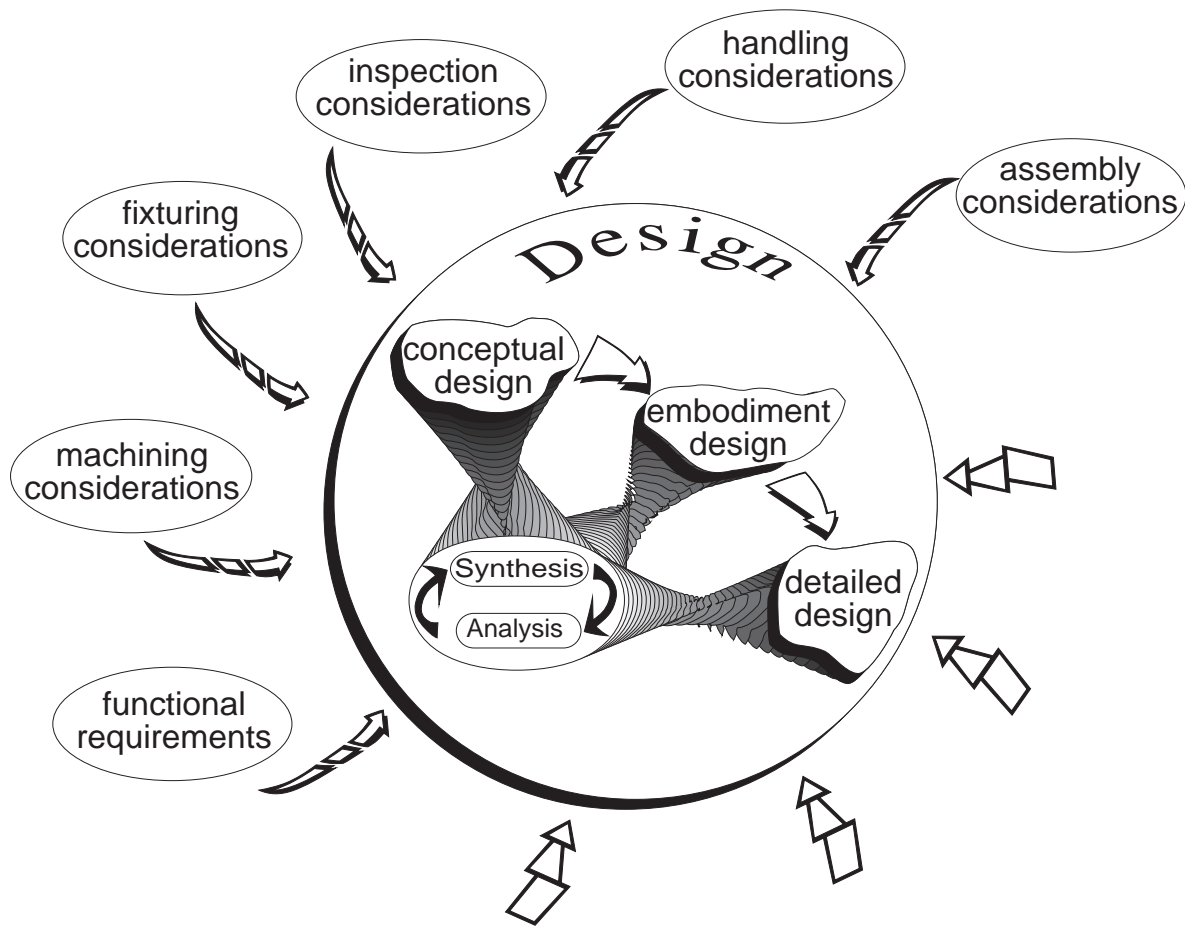 handling
considerations
inspection
considerations
assembly
considerations
fixturing
considerations
Design
conceptual
design
embodiment
design
machining
considerations
Synthesis
Analysis
detailed
design
functional
requirements